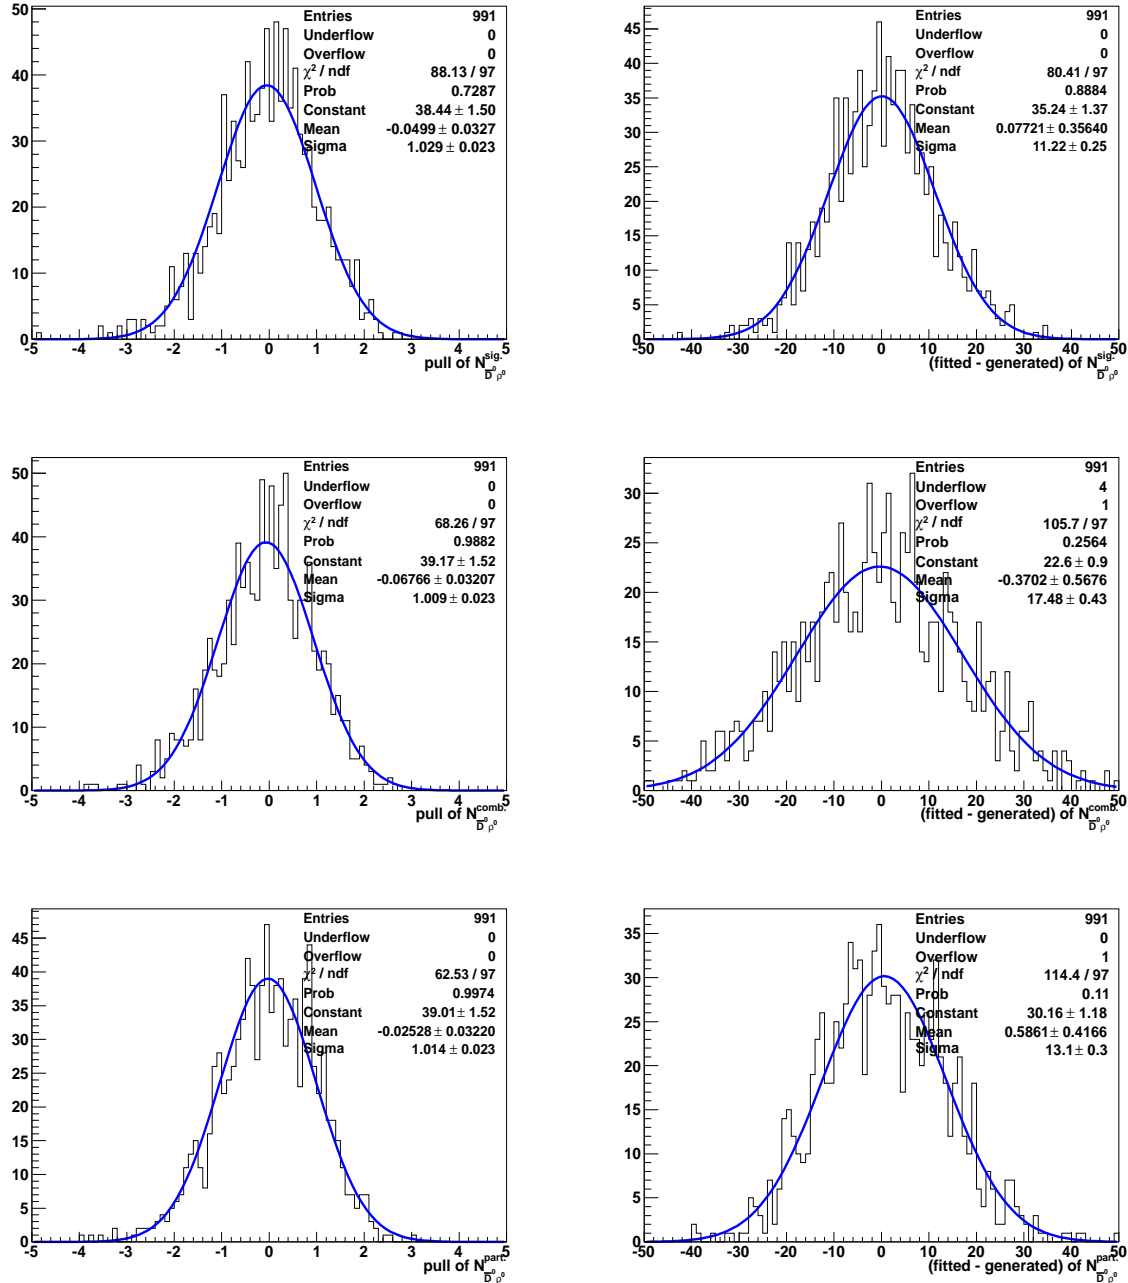 50
40
30
20
10
0
-5 -4 -3 -2 -1 0 1 2 3 4 5
pull of N^sig._D̄⁰ρ⁰
Entries 991
Underflow 0
Overflow 0
χ² / ndf 88.13 / 97
Prob 0.7287
Constant 38.44 ± 1.50
Mean -0.0499 ± 0.0327
Sigma 1.029 ± 0.023
45
40
35
30
25
20
15
10
5
0
-50 -40 -30 -20 -10 0 10 20 30 40 50
(fitted - generated) of N^sig._D̄⁰ρ⁰
Entries 991
Underflow 0
Overflow 0
χ² / ndf 80.41 / 97
Prob 0.8884
Constant 35.24 ± 1.37
Mean 0.07721 ± 0.35640
Sigma 11.22 ± 0.25
50
40
30
20
10
0
-5 -4 -3 -2 -1 0 1 2 3 4 5
pull of N^comb._D̄⁰ρ⁰
Entries 991
Underflow 0
Overflow 0
χ² / ndf 68.26 / 97
Prob 0.9882
Constant 39.17 ± 1.52
Mean -0.06766 ± 0.03207
Sigma 1.009 ± 0.023
30
25
20
15
10
5
0
-50 -40 -30 -20 -10 0 10 20 30 40 50
(fitted - generated) of N^comb._D̄⁰ρ⁰
Entries 991
Underflow 4
Overflow 1
χ² / ndf 105.7 / 97
Prob 0.2564
Constant 22.6 ± 0.9
Mean -0.3702 ± 0.5676
Sigma 17.48 ± 0.43
45
40
35
30
25
20
15
10
5
0
-5 -4 -3 -2 -1 0 1 2 3 4 5
pull of N^part._D̄⁰ρ⁰
Entries 991
Underflow 0
Overflow 0
χ² / ndf 62.53 / 97
Prob 0.9974
Constant 39.01 ± 1.52
Mean -0.02528 ± 0.03220
Sigma 1.014 ± 0.023
35
30
25
20
15
10
5
0
-50 -40 -30 -20 -10 0 10 20 30 40 50
(fitted - generated) of N^part._D̄⁰ρ⁰
Entries 991
Underflow 0
Overflow 1
χ² / ndf 114.4 / 97
Prob 0.11
Constant 30.16 ± 1.18
Mean 0.5861 ± 0.4166
Sigma 13.1 ± 0.3